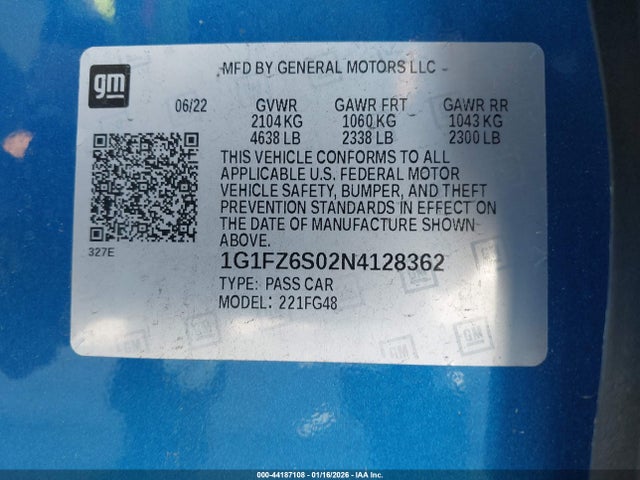 gm
MFD BY GENERAL MOTORS LLC
06/22 GVWR GAWR FRT GAWR RR
2104 KG 1060 KG 1043 KG
4638 LB 2338 LB 2300 LB
THIS VEHICLE CONFORMS TO ALL
APPLICABLE U.S. FEDERAL MOTOR
VEHICLE SAFETY, BUMPER, AND THEFT
PREVENTION STANDARDS IN EFFECT ON
THE DATE OF MANUFACTURE SHOWN
ABOVE.
327E
1G1FZ6S02N4128362
TYPE: PASS CAR
MODEL: 221FG48
000-44187108 - 01/16/2026 - IAA Inc.